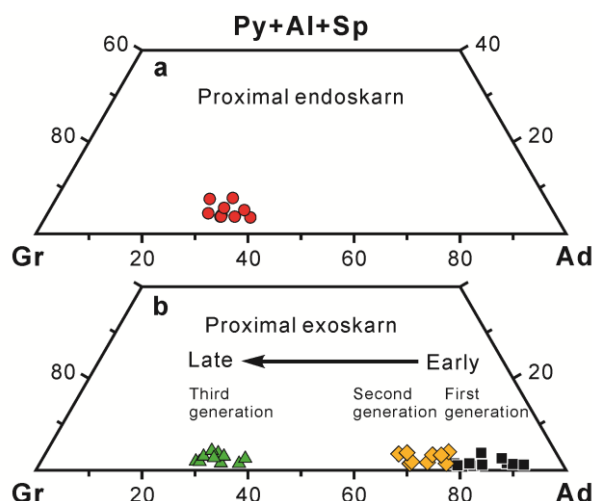 Py+Al+Sp
60 40
a
Proximal endoskarn
80 20
Gr 20 40 60 80 Ad
b
Proximal exoskarn
Late Early
80 20
Third generation
Second generation
First generation
Gr 20 40 60 80 Ad